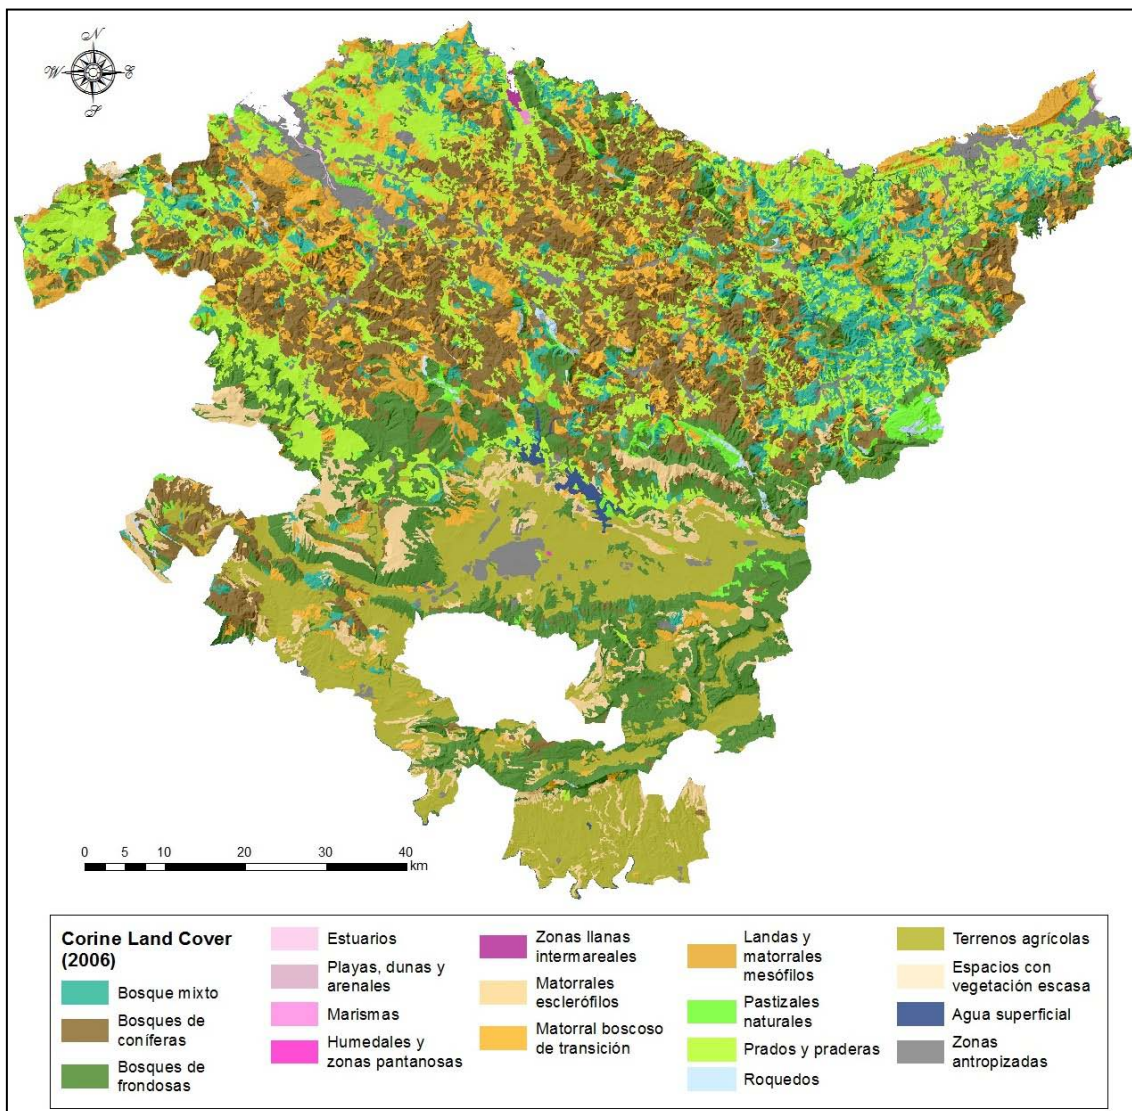 N
W E
S
0 5 10 20 30 40
km
Corine Land Cover
(2006)
Bosque mixto
Bosques de
coníferas
Bosques de
frondosas
Estuarios
Playas, dunas y
arenales
Marismas
Humedales y
zonas pantanosas
Zonas llanas
intermareales
Matorrales
esclerófilos
Matorral boscoso
de transición
Landas y
matorrales
mesófilos
Pastizales
naturales
Prados y praderas
Roquedos
Terrenos agrícolas
Espacios con
vegetación escasa
Agua superficial
Zonas
antropizadas